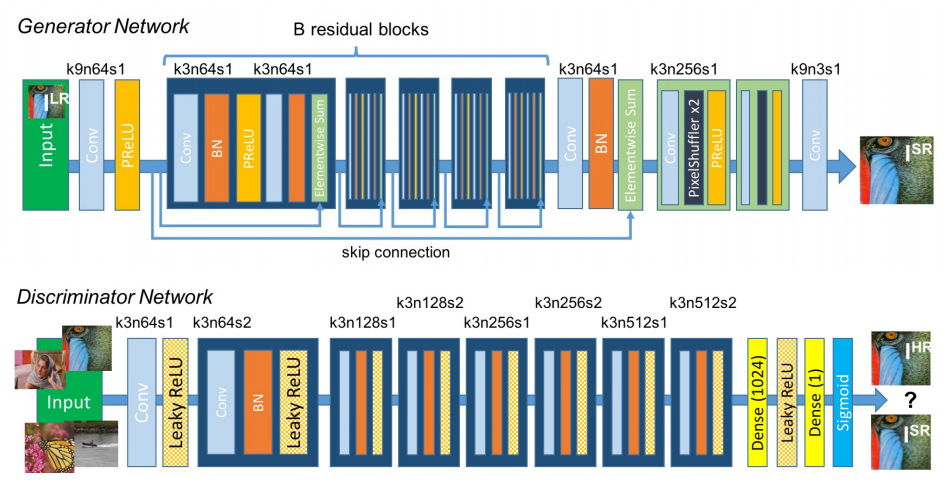 Generator Network
B residual blocks
k9n64s1
k3n64s1
k3n64s1
k3n64s1
k3n256s1
k9n3s1
Input
I LR
Conv
PReLU
Conv
BN
PReLU
Elementwise Sum
Conv
BN
Elementwise Sum
PixelShuffler x2
PReLU
Conv
I SR
skip connection
Discriminator Network
k3n64s1
k3n64s2
k3n128s1
k3n128s2
k3n256s1
k3n256s2
k3n512s1
k3n512s2
Input
Conv
Leaky ReLU
Conv
BN
Leaky ReLU
Dense (1024)
Leaky ReLU
Dense (1)
Sigmoid
I HR
?
I SR